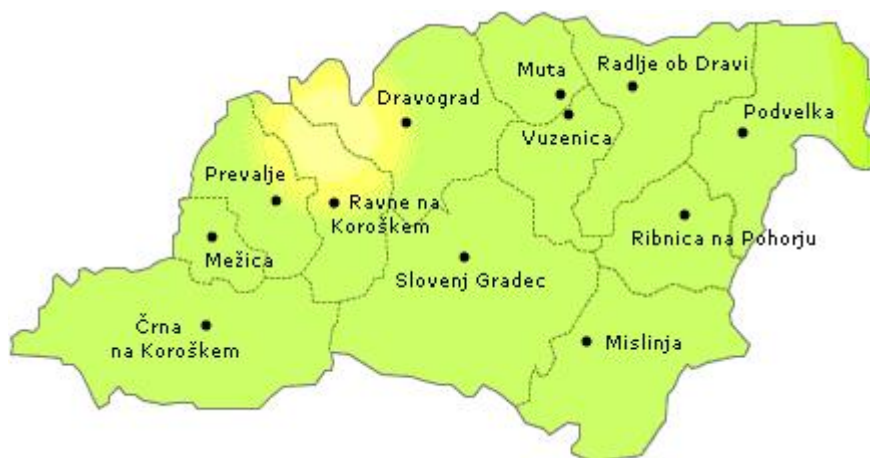 Muta
Radlje ob Dravi
Dravograd
Podvelka
Vuzenica
Prevalje
Ravne na
Koroškem
Ribnica na Pohorju
Mežica
Slovenj Gradec
Črna
na Koroškem
Mislinja